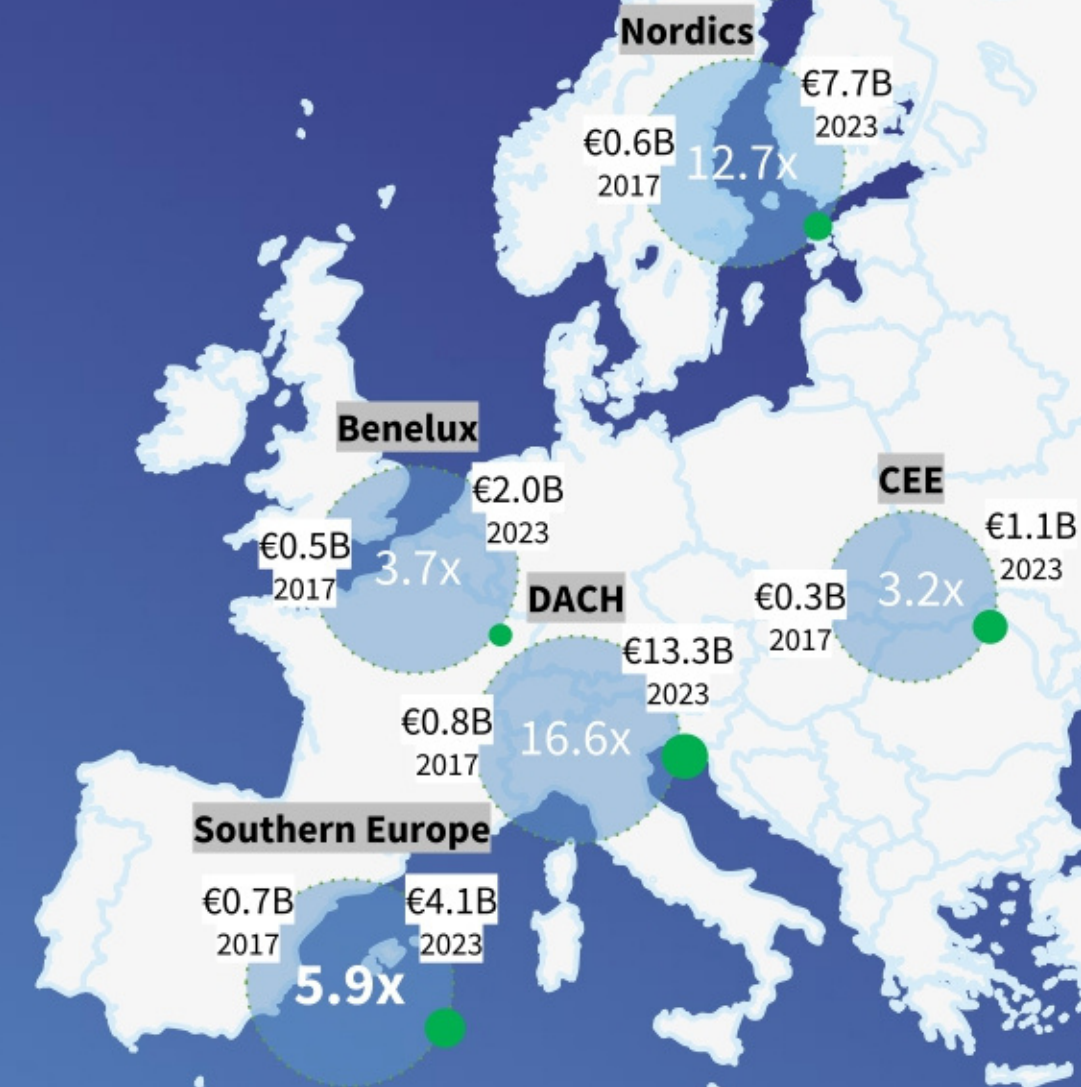 Nordics
€7.7B
2023
€0.6B
2017
12.7x
Benelux
€2.0B
2023
€0.5B
2017
3.7x
CEE
€1.1B
2023
€0.3B
2017
3.2x
DACH
€13.3B
2023
€0.8B
2017
16.6x
Southern Europe
€0.7B
2017
€4.1B
2023
5.9x